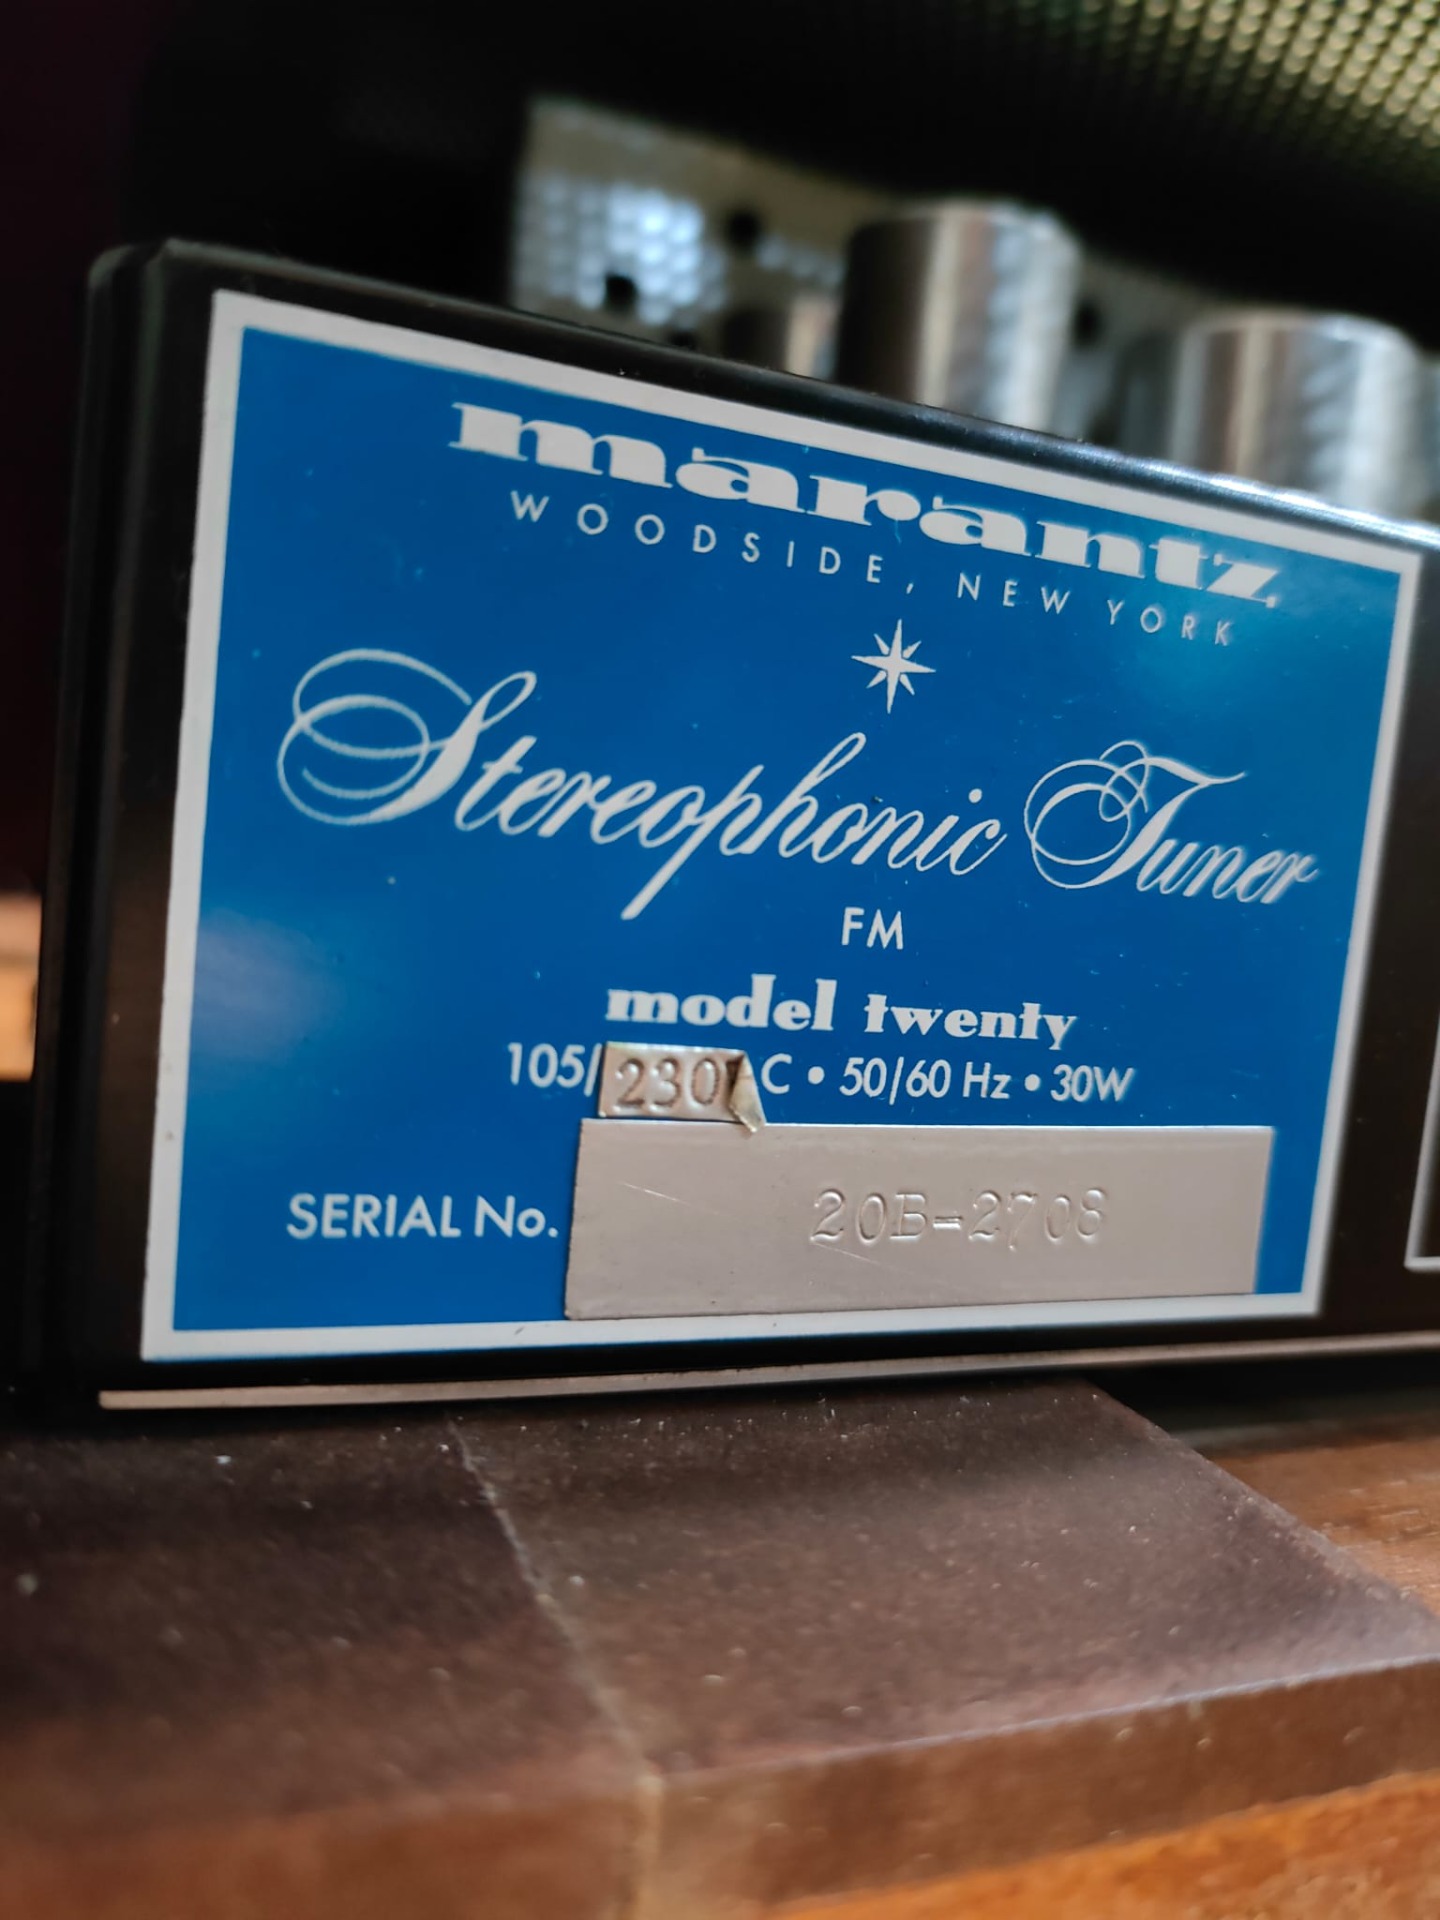 marantz
WOODSIDE, NEW YORK
Stereophonic Tuner
FM
model twenty
105/230 AC • 50/60 Hz • 30W
SERIAL No. 20B-2708